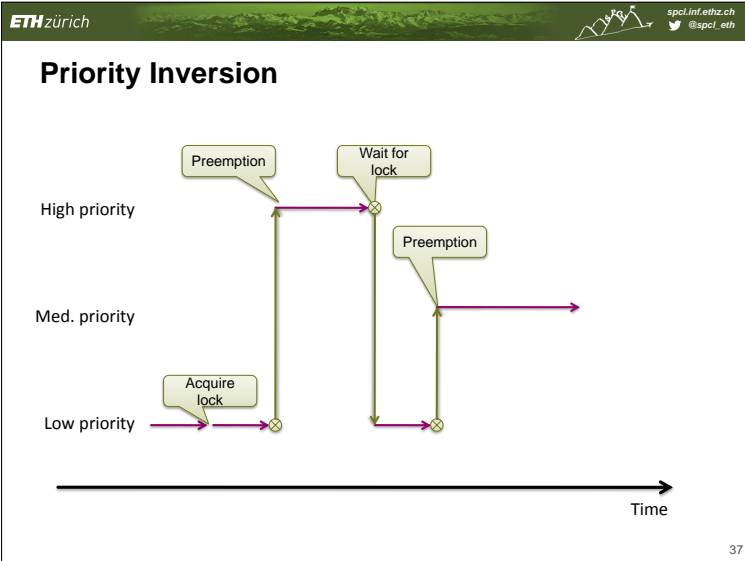 ETH zürich
spcl.inf.ethz.ch
@spcl_eth
Priority Inversion
Preemption
Wait for
lock
High priority
Preemption
Med. priority
Acquire
lock
Low priority
Time
37